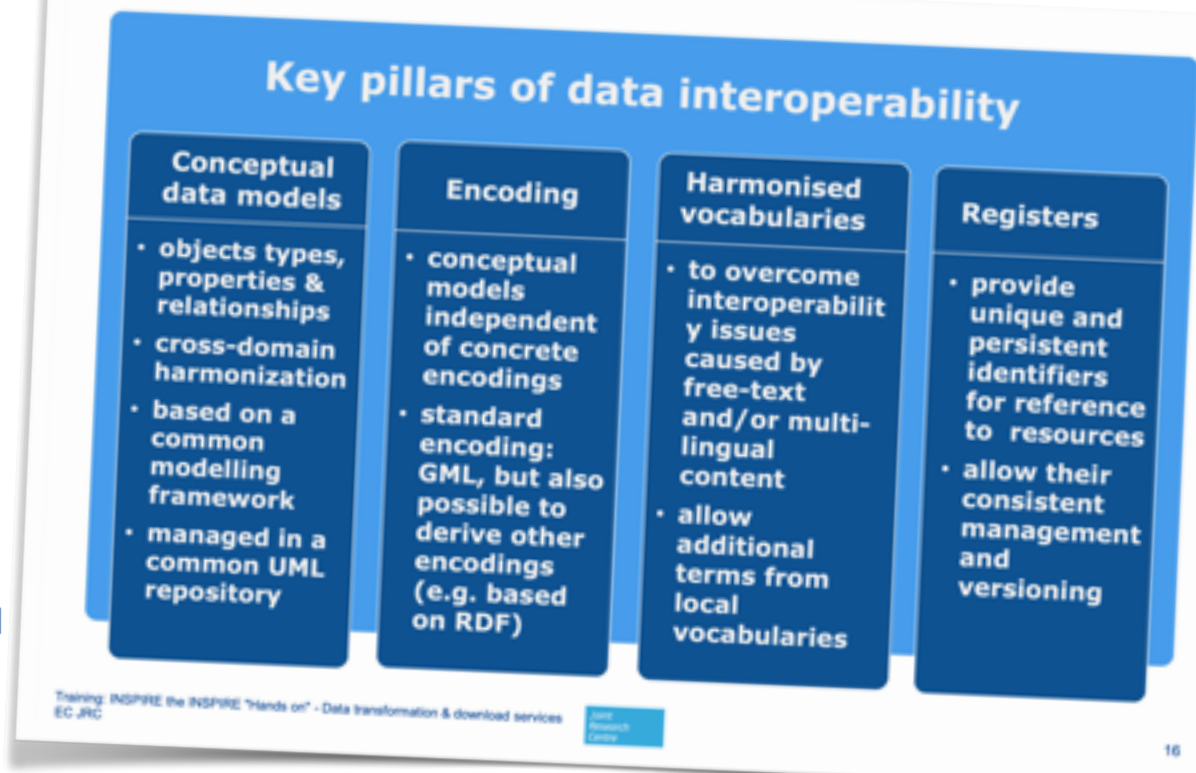 Key pillars of data interoperability
Conceptual
data models
• objects types,
properties &
relationships
• cross-domain
harmonization
• based on a
common
modelling
framework
• managed in a
common UML
repository
Encoding
• conceptual
models
independent
of concrete
encodings
• standard
encoding:
GML, but also
possible to
derive other
encodings
(e.g. based
on RDF)
Harmonised
vocabularies
• to overcome
interoperabilit
y issues
caused by
free-text
and/or multi-
lingual
content
• allow
additional
terms from
local
vocabularies
Registers
• provide
unique and
persistent
identifiers
for reference
to resources
• allow their
consistent
management
and
versioning
Training: INSPIRE the INSPIRE "Hands on" - Data transformation & download services
EC JRC
Joint
Research
Centre
16